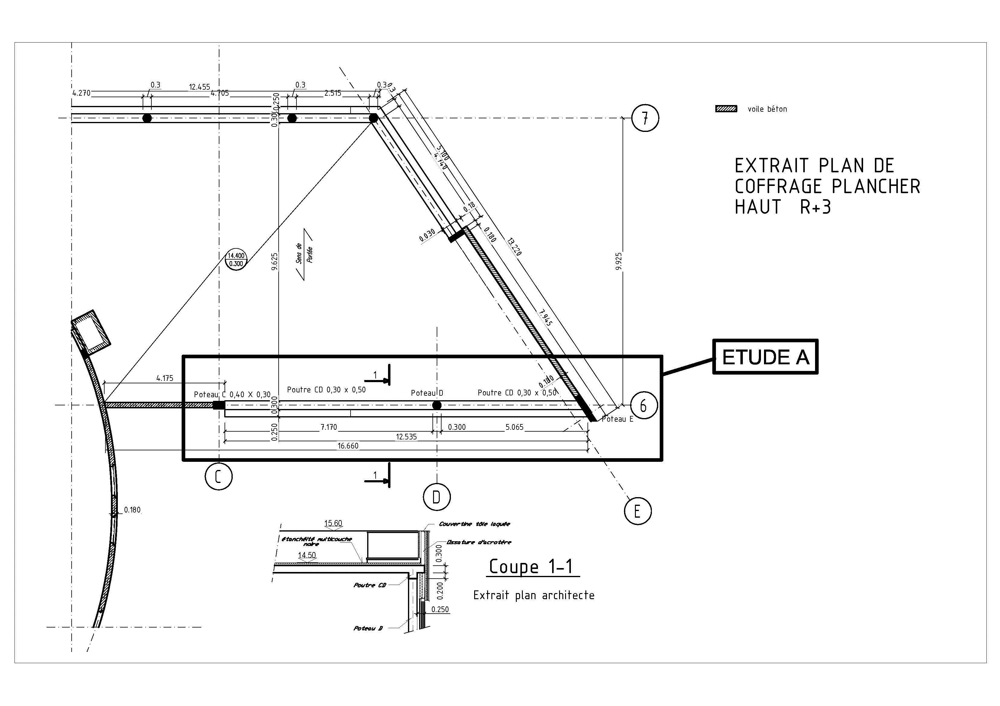 0.3
12.455
0.3
0.3
0.3
4.270
4.705
2.515
0.250
0.300
7
voile béton
EXTRAIT PLAN DE
COFFRAGE PLANCHER
HAUT R+3
5.100
4.740
0.18
0.030
0.180
13.220
14.400
0.300
Sens de
Portée
9.625
9.925
7.945
ETUDE A
1
4.175
0.180
Poteau C 0,40 X 0,30
Poutre CD 0,30 x 0,50
Poteau D
Poutre CD 0,30 x 0,50
0.300
6
Poteau E
0.250
7.170
0.300
5.065
12.535
16.660
C
1
D
E
0.180
15.60
Couvertine tôle laquée
étanchéité multicouche
noire
Ossature d'acrotère
14.50
0.300
Coupe 1-1
Poutre CD
0.200
Extrait plan architecte
0.250
Poteau D